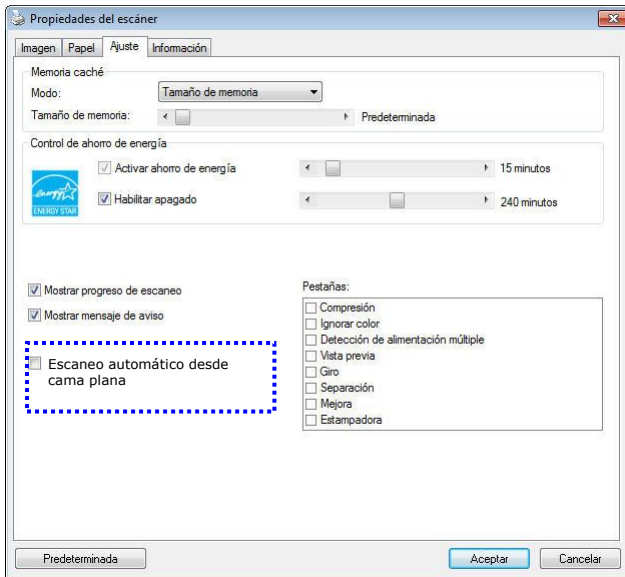 Propiedades del escáner
Imagen Papel Ajuste Información
Memoria caché
Modo: Tamaño de memoria
Tamaño de memoria: Predeterminada
Control de ahorro de energía
Activar ahorro de energía 15 minutos
energy
ENERGY STAR
Habilitar apagado 240 minutos
Mostrar progreso de escaneo
Mostrar mensaje de aviso
Escaneo automático desde
cama plana
Pestañas:
Compresión
Ignorar color
Detección de alimentación múltiple
Vista previa
Giro
Separación
Mejora
Estampadora
Predeterminada Aceptar Cancelar